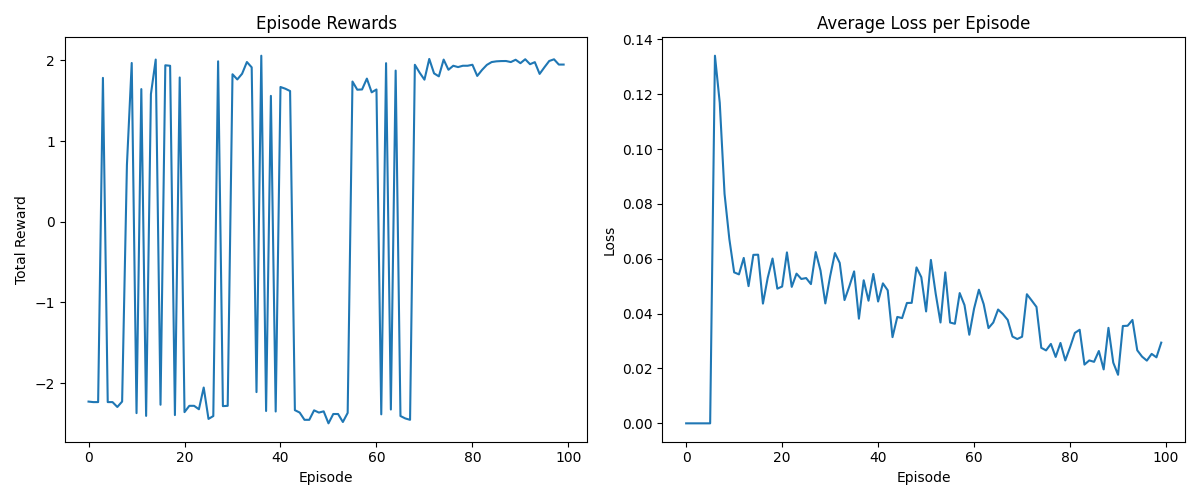 Episode Rewards
Total Reward
2
1
0
−1
−2
0 20 40 60 80 100
Episode
Average Loss per Episode
Loss
0.14
0.12
0.10
0.08
0.06
0.04
0.02
0.00
0 20 40 60 80 100
Episode